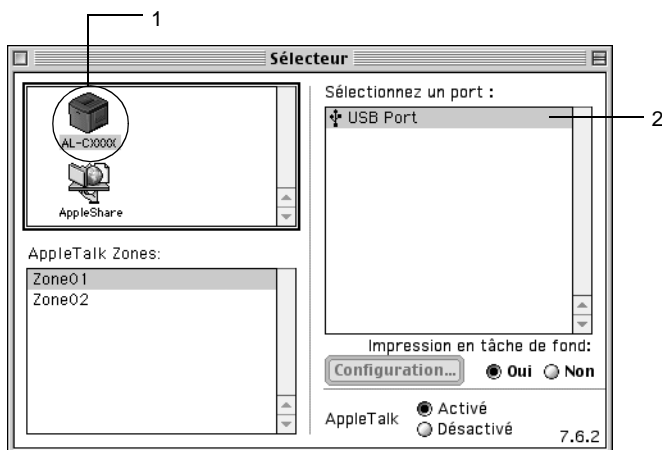 1
Sélecteur
AL-CXXXX
AppleShare
AppleTalk Zones:
Zone01
Zone02
Sélectionnez un port :
USB Port
2
Impression en tâche de fond:
Configuration...
Oui
Non
AppleTalk
Activé
Désactivé
7.6.2